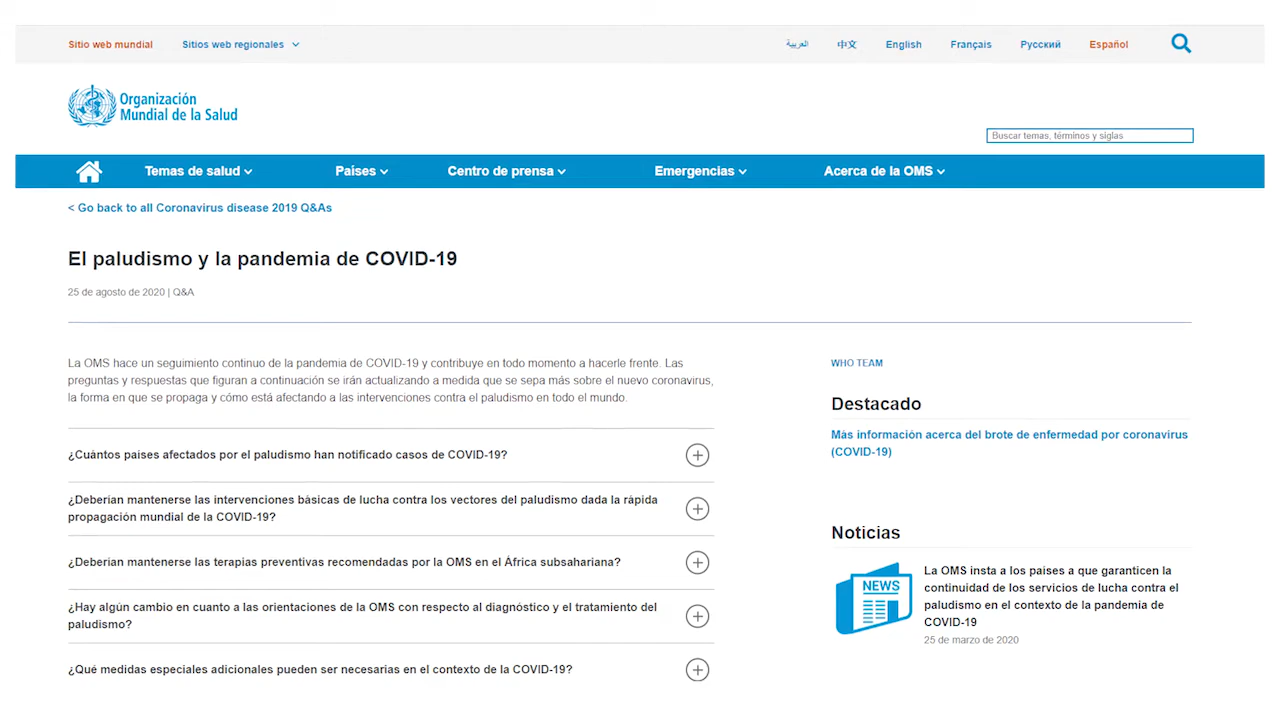 Sitio web mundial
Sitios web regionales
العربية
中文
English
Français
Русский
Español
Organización
Mundial de la Salud
Buscar temas, términos y siglas
Temas de salud
Países
Centro de prensa
Emergencias
Acerca de la OMS
< Go back to all Coronavirus disease 2019 Q&As
El paludismo y la pandemia de COVID-19
25 de agosto de 2020 | Q&A
La OMS hace un seguimiento continuo de la pandemia de COVID-19 y contribuye en todo momento a hacerle frente. Las
preguntas y respuestas que figuran a continuación se irán actualizando a medida que se sepa más sobre el nuevo coronavirus,
la forma en que se propaga y cómo está afectando a las intervenciones contra el paludismo en todo el mundo.
¿Cuántos países afectados por el paludismo han notificado casos de COVID-19?
¿Deberían mantenerse las intervenciones básicas de lucha contra los vectores del paludismo dada la rápida
propagación mundial de la COVID-19?
¿Deberían mantenerse las terapias preventivas recomendadas por la OMS en el África subsahariana?
¿Hay algún cambio en cuanto a las orientaciones de la OMS con respecto al diagnóstico y el tratamiento del
paludismo?
¿Qué medidas especiales adicionales pueden ser necesarias en el contexto de la COVID-19?
WHO TEAM
Destacado
Más información acerca del brote de enfermedad por coronavirus
(COVID-19)
Noticias
NEWS
La OMS insta a los países a que garanticen la
continuidad de los servicios de lucha contra el
paludismo en el contexto de la pandemia de
COVID-19
25 de marzo de 2020